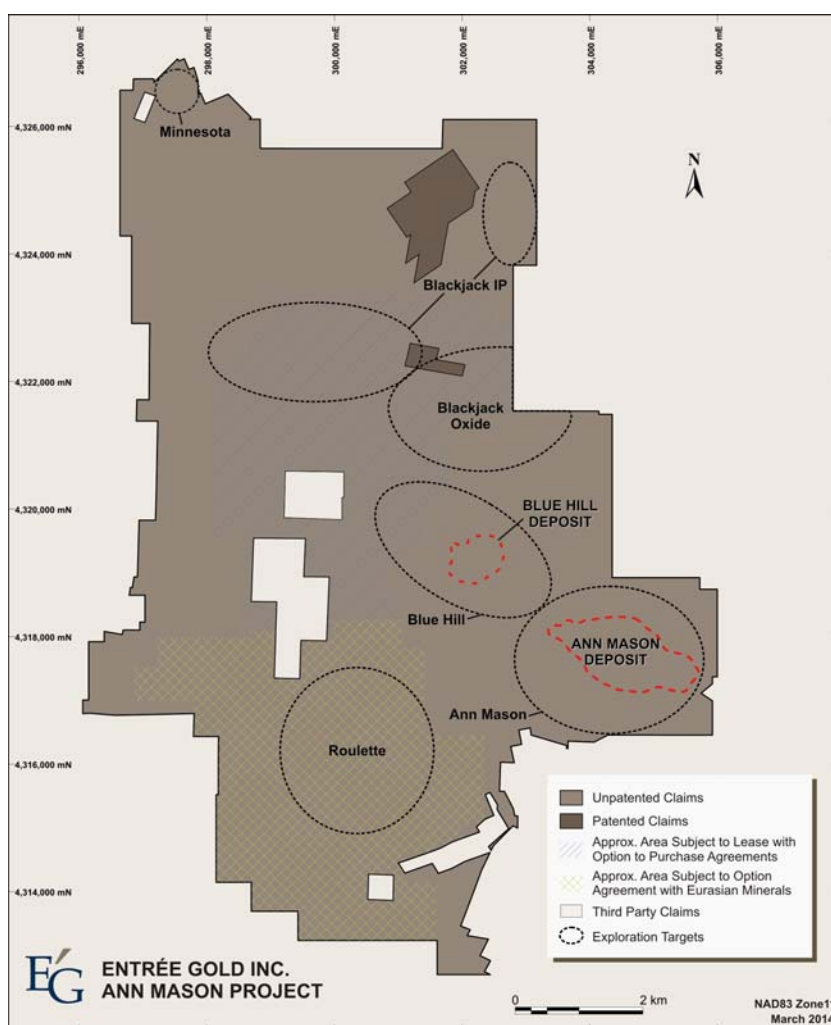 296,000 mE
298,000 mE
300,000 mE
302,000 mE
304,000 mE
306,000 mE
4,326,000 mN
Minnesota
N
4,324,000 mN
Blackjack IP
4,322,000 mN
Blackjack
Oxide
4,320,000 mN
BLUE HILL
DEPOSIT
Blue Hill
4,318,000 mN
ANN MASON
DEPOSIT
Ann Mason
Roulette
4,316,000 mN
4,314,000 mN
Unpatented Claims
Patented Claims
Approx. Area Subject to Lease with
Option to Purchase Agreements
Approx. Area Subject to Option
Agreement with Eurasian Minerals
Third Party Claims
Exploration Targets
EG
ENTRÉE GOLD INC.
ANN MASON PROJECT
0
2 km
NAD83 Zone11
March 2014